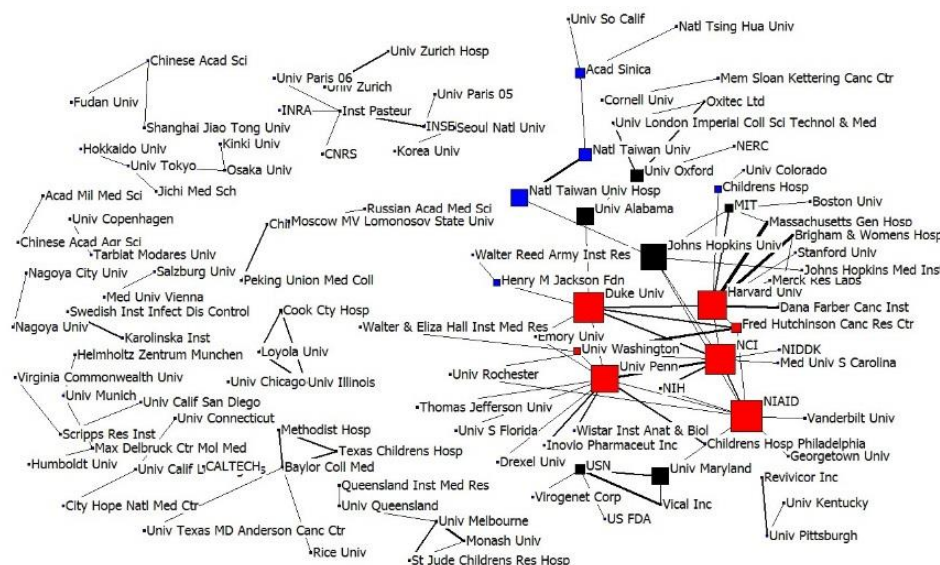 Univ So Calif
Natl Tsing Hua Univ
Chinese Acad Sci
Univ Zurich Hosp
Acad Sinica
Univ Paris 06
Univ Zurich
Mem Sloan Kettering Canc Ctr
Fudan Univ
INRA
Inst Pasteur
Univ Paris 05
Cornell Univ
Oxitec Ltd
Shanghai Jiao Tong Univ
INSE
Seoul Natl Univ
Univ London Imperial Coll Sci Technol & Med
Kinki Univ
Hokkaido Univ
CNRS
Korea Univ
Natl Taiwan Univ
NERC
Univ Tokyo
Osaka Univ
Univ Oxford
Univ Colorado
Jichi Med Sch
Natl Taiwan Univ Hosp
Childrens Hosp
Acad Mil Med Sci
MIT
Boston Univ
Univ Copenhagen
Russian Acad Med Sci
Univ Alabama
Massachusetts Gen Hosp
Chi
Moscow MV Lomonosov State Univ
Brigham & Womens Hosp
Chinese Acad Agr Sci
Tarbiat Modares Univ
Walter Reed Army Inst Res
Johns Hopkins Univ
Stanford Univ
Nagoya City Univ
Salzburg Univ
Johns Hopkins Med Inst
Peking Union Med Coll
Henry M Jackson Fdn
Merck Res Labs
Med Univ Vienna
Duke Univ
Harvard Univ
Swedish Inst Infect Dis Control
Cook Cty Hosp
Dana Farber Canc Inst
Nagoya Univ
Walter & Eliza Hall Inst Med Res
Fred Hutchinson Canc Res Ctr
Karolinska Inst
Emory Univ
Helmholtz Zentrum Munchen
Loyola Univ
Univ Washington
NCI
NIDDK
Virginia Commonwealth Univ
Univ Penn
Med Univ S Carolina
Univ Chicago
Univ Illinois
Univ Rochester
NIH
Univ Munich
Univ Calif San Diego
Thomas Jefferson Univ
NIAID
Univ Connecticut
Vanderbilt Univ
Scripps Res Inst
Methodist Hosp
Univ S Florida
Wistar Inst Anat & Biol
Max Delbruck Ctr Mol Med
Texas Childrens Hosp
Inovio Pharmaceut Inc
Childrens Hosp Philadelphia
Humboldt Univ
Univ Calif L
CALTECH
Baylor Coll Med
Drexel Univ
Georgetown Univ
USN
Univ Maryland
Queensland Inst Med Res
Revivicor Inc
City Hope Natl Med Ctr
Univ Queensland
Virogenet Corp
Vical Inc
Univ Kentucky
Univ Texas MD Anderson Canc Ctr
Univ Melbourne
US FDA
Univ Pittsburgh
Rice Univ
Monash Univ
St Jude Childrens Res Hosp